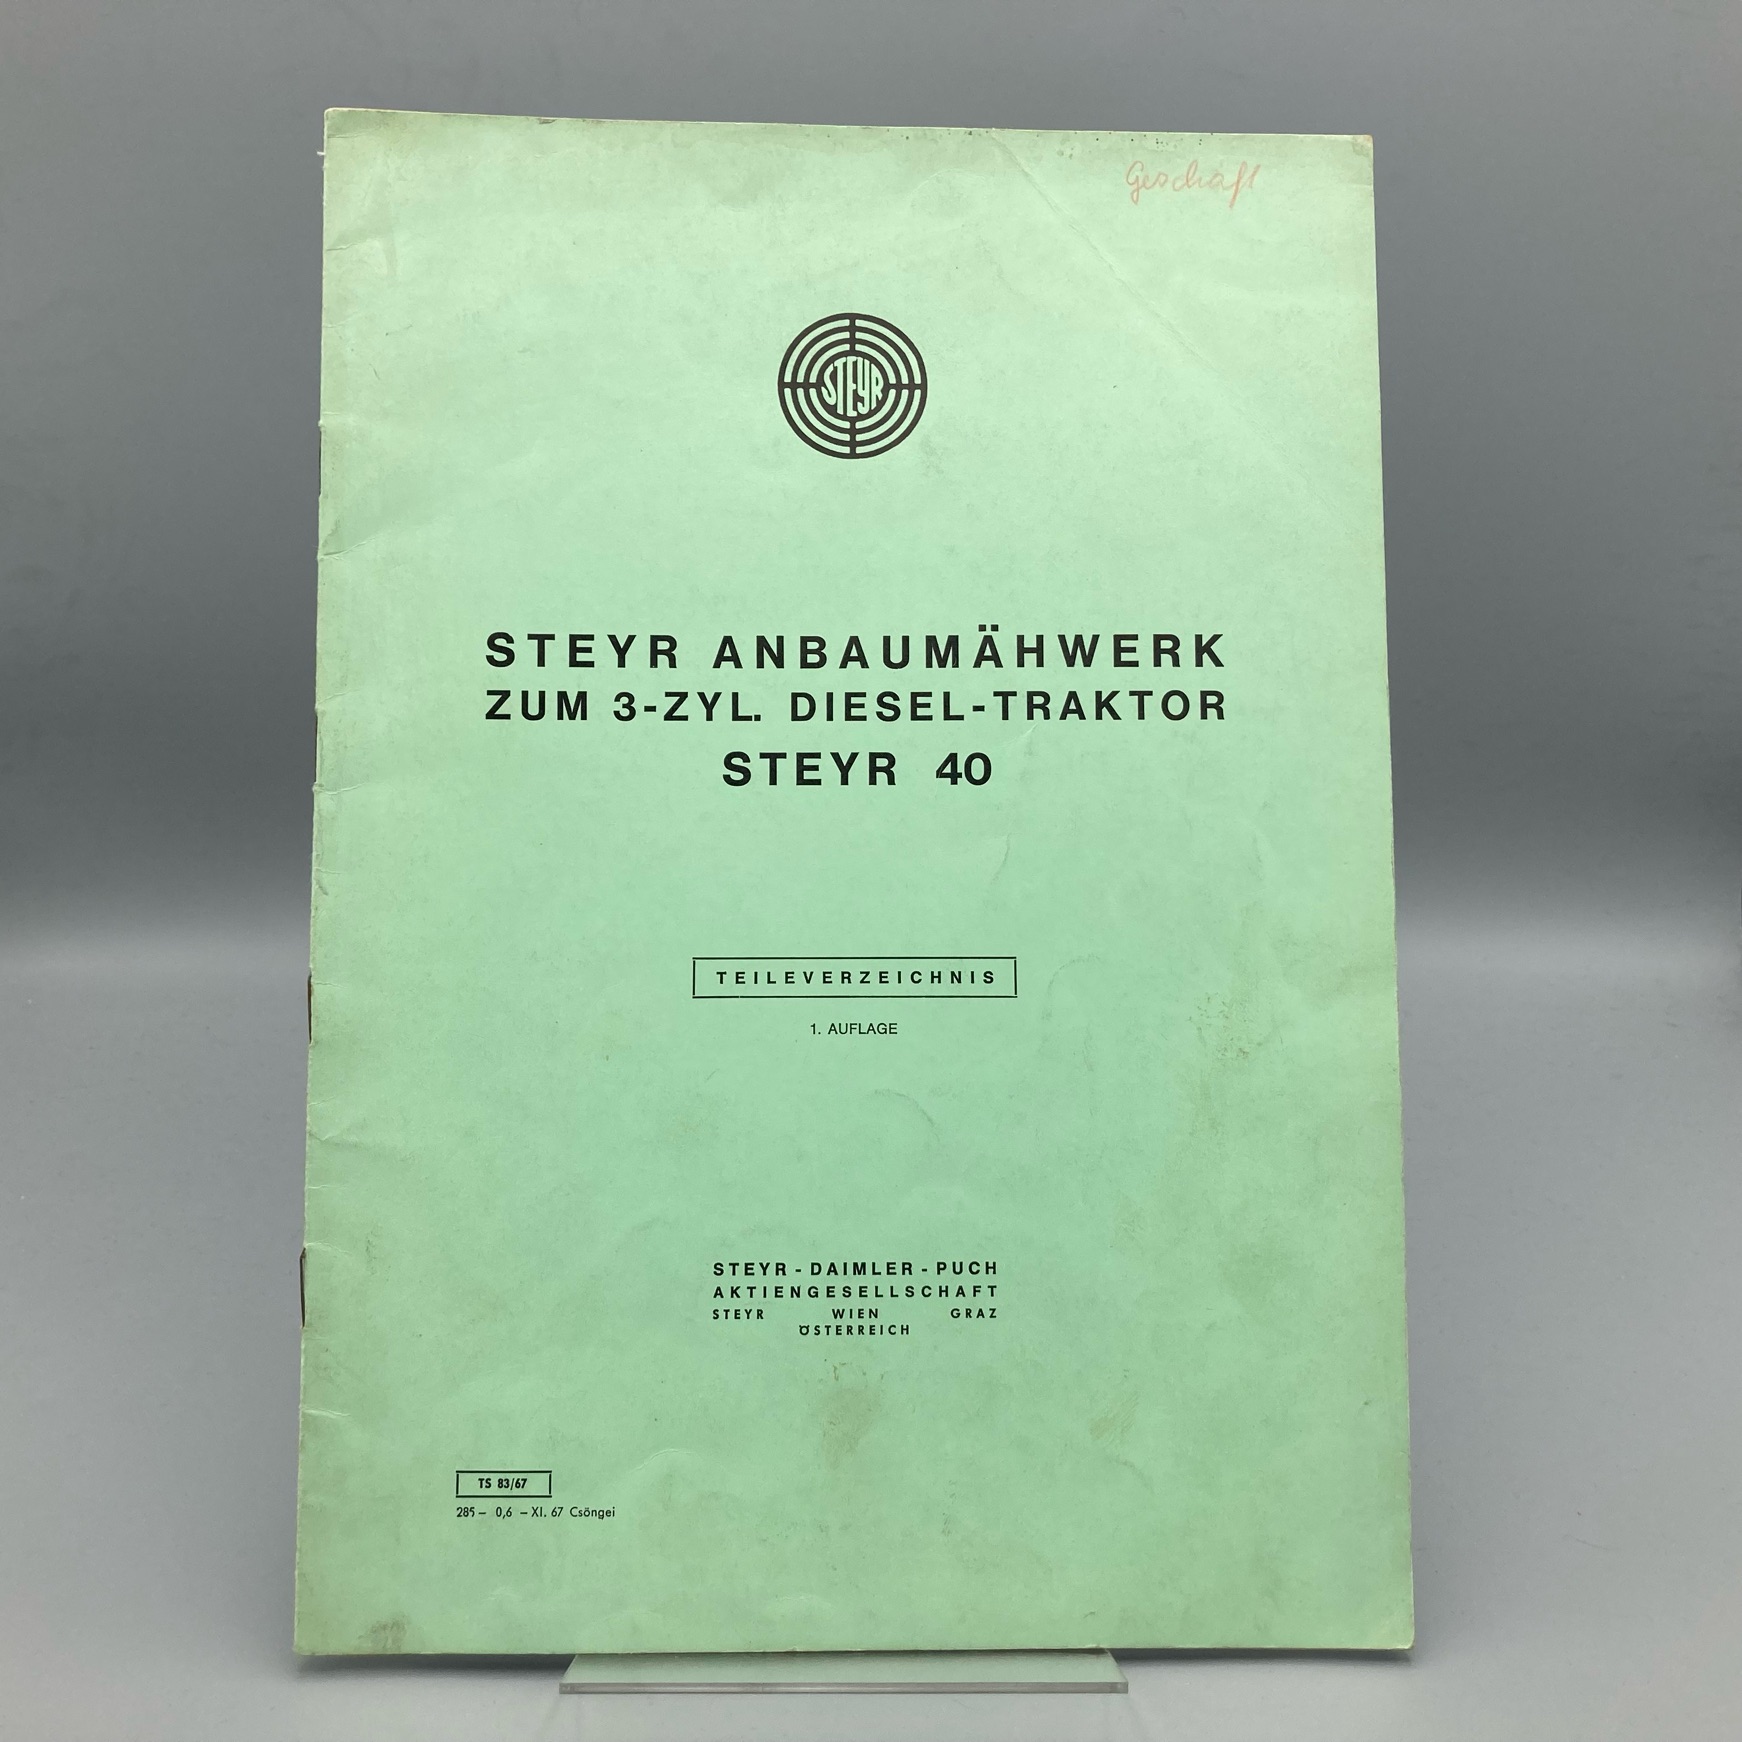 Geschäft
STEYR
STEYR ANBAUMÄHWERK
ZUM 3-ZYL. DIESEL-TRAKTOR
STEYR 40
TEILEVERZEICHNIS
1. AUFLAGE
STEYR - DAIMLER - PUCH
AKTIENGESELLSCHAFT
STEYR WIEN GRAZ
ÖSTERREICH
TS 83/67
285 – 0,6 – XI. 67 Csöngei